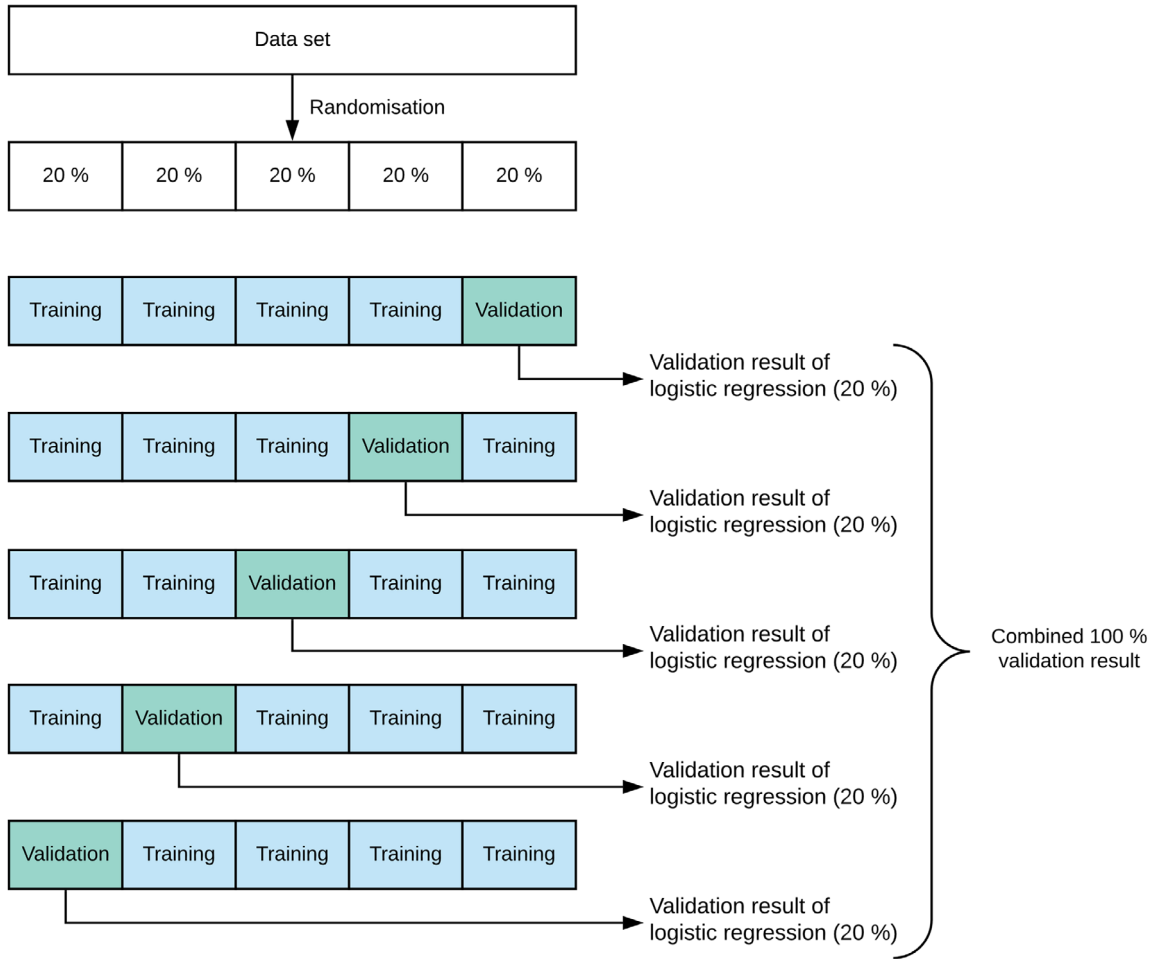 Data set
Randomisation
20 % 20 % 20 % 20 % 20 %
Training Training Training Training Validation
Validation result of
logistic regression (20 %)
Training Training Training Validation Training
Validation result of
logistic regression (20 %)
Training Training Validation Training Training
Validation result of
logistic regression (20 %)
Training Validation Training Training Training
Validation result of
logistic regression (20 %)
Validation Training Training Training Training
Validation result of
logistic regression (20 %)
Combined 100 %
validation result